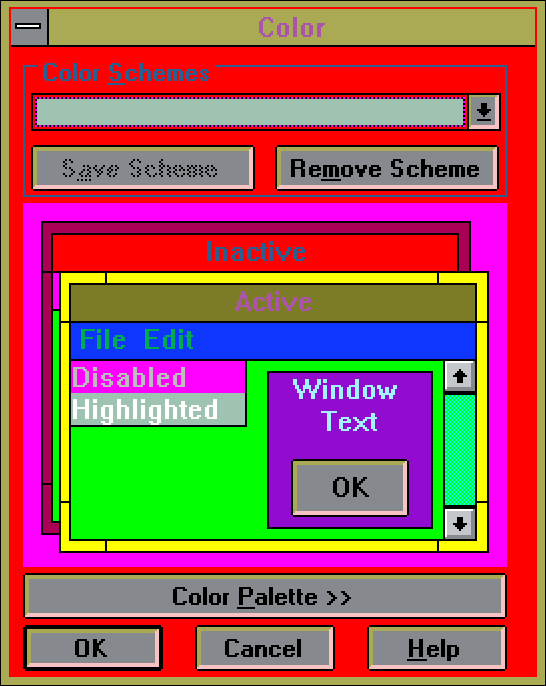 Color
Color Schemes
Save Scheme Remove Scheme
Inactive
Active
File Edit
Disabled
Highlighted
Window
Text
OK
Color Palette >>
OK Cancel Help